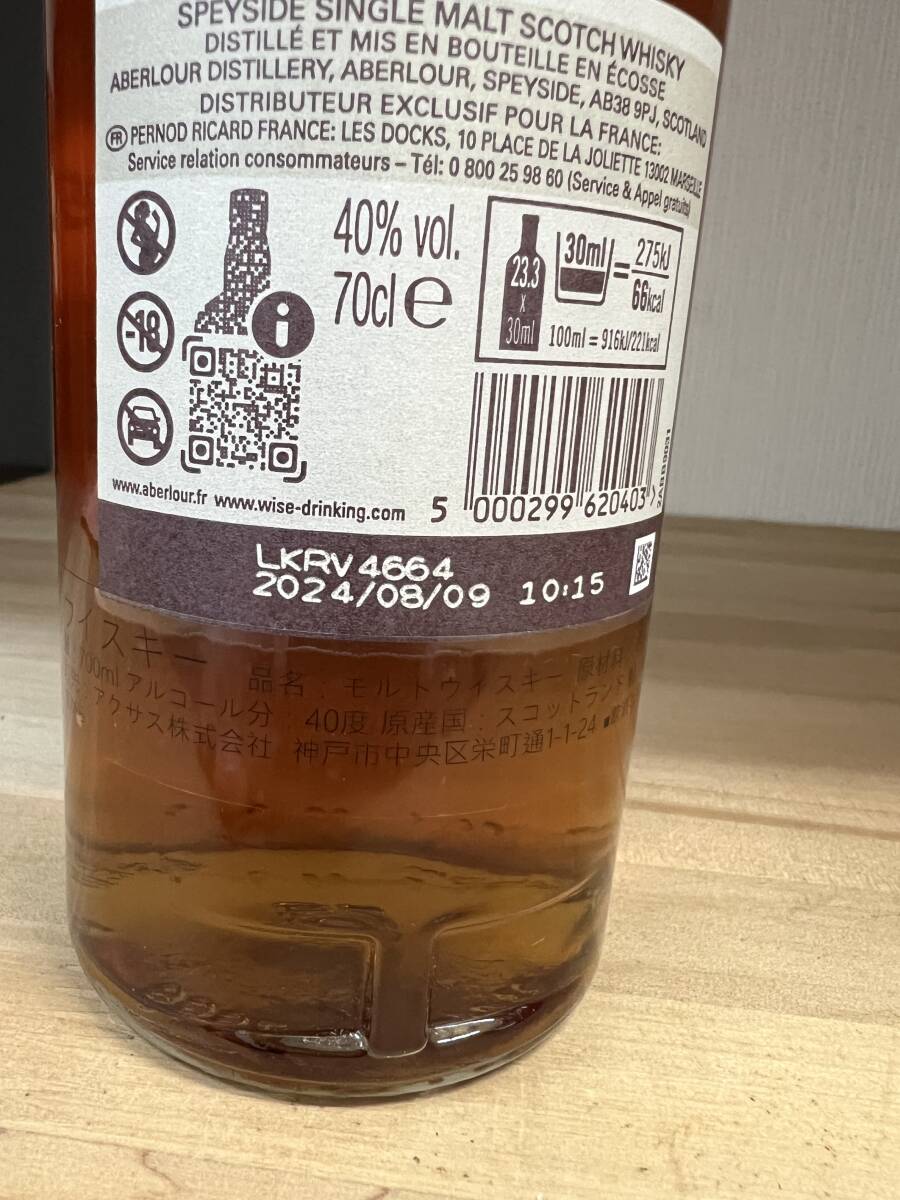 SPEYSIDE SINGLE MALT SCOTCH WHISKY
DISTILLÉ ET MIS EN BOUTEILLE EN ÉCOSSE
ABERLOUR DISTILLERY, ABERLOUR, SPEYSIDE, AB38 9PJ, SCOTLAND
DISTRIBUTEUR EXCLUSIF POUR LA FRANCE:
FR PERNOD RICARD FRANCE: LES DOCKS, 10 PLACE DE LA JOLIETTE 13002 MARSEILLE
Service relation consommateurs – Tél: 0 800 25 98 60 (Service & Appel gratuits)
40% vol.
70cl e
-18
i
23.3
x
30ml
30ml = 275kJ
66kcal
100ml = 916kJ/221kcal
www.aberlour.fr www.wise-drinking.com
5 000299 620403 >
LKRV4664
2024/08/09 10:15
ウイスキー 品名：モルトウイスキー 原材料
700ml アルコール分：40度 原産国：スコットランド
アクサス株式会社 神戸市中央区栄町通1-1-24